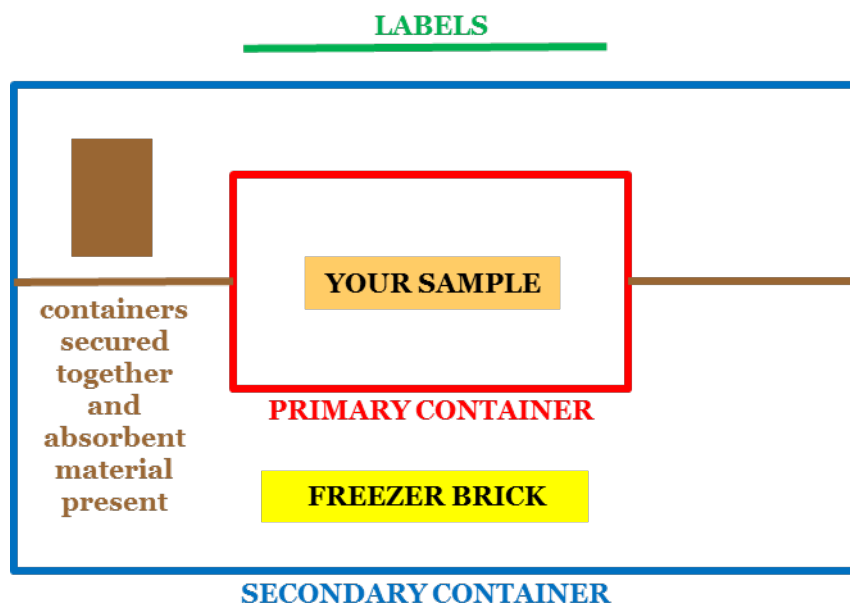 LABELS
YOUR SAMPLE
containers
secured
together
and
absorbent
material
present
PRIMARY CONTAINER
FREEZER BRICK
SECONDARY CONTAINER